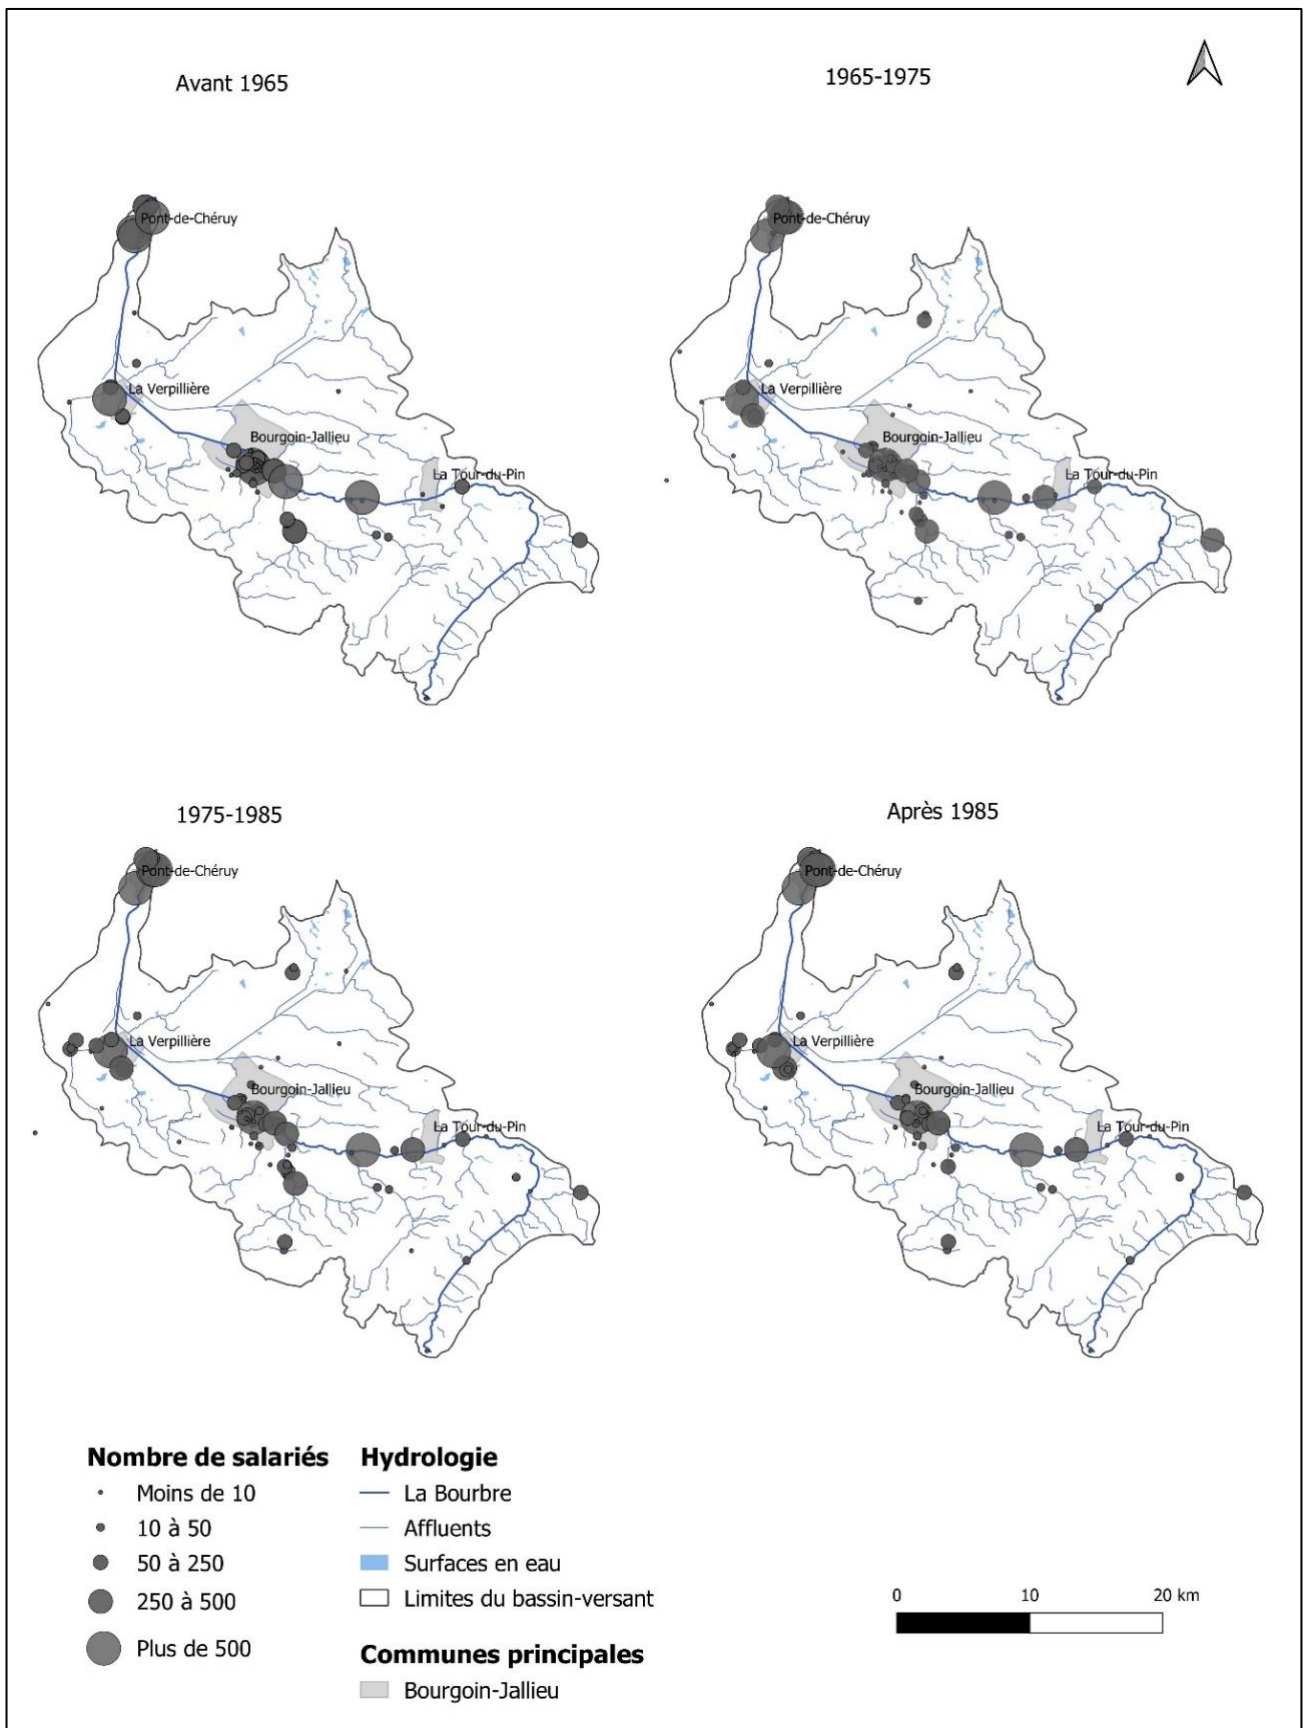 Avant 1965
1965-1975
Pont-de-Chéruy
La Verpillière
Bourgoin-Jallieu
La Tour-du-Pin
Pont-de-Chéruy
La Verpillière
Bourgoin-Jallieu
La Tour-du-Pin
1975-1985
Après 1985
Pont-de-Chéruy
La Verpillière
Bourgoin-Jallieu
La Tour-du-Pin
Pont-de-Chéruy
La Verpillière
Bourgoin-Jallieu
La Tour-du-Pin
Nombre de salariés
Moins de 10
10 à 50
50 à 250
250 à 500
Plus de 500
Hydrologie
La Bourbre
Affluents
Surfaces en eau
Limites du bassin-versant
Communes principales
Bourgoin-Jallieu
0 10 20 km